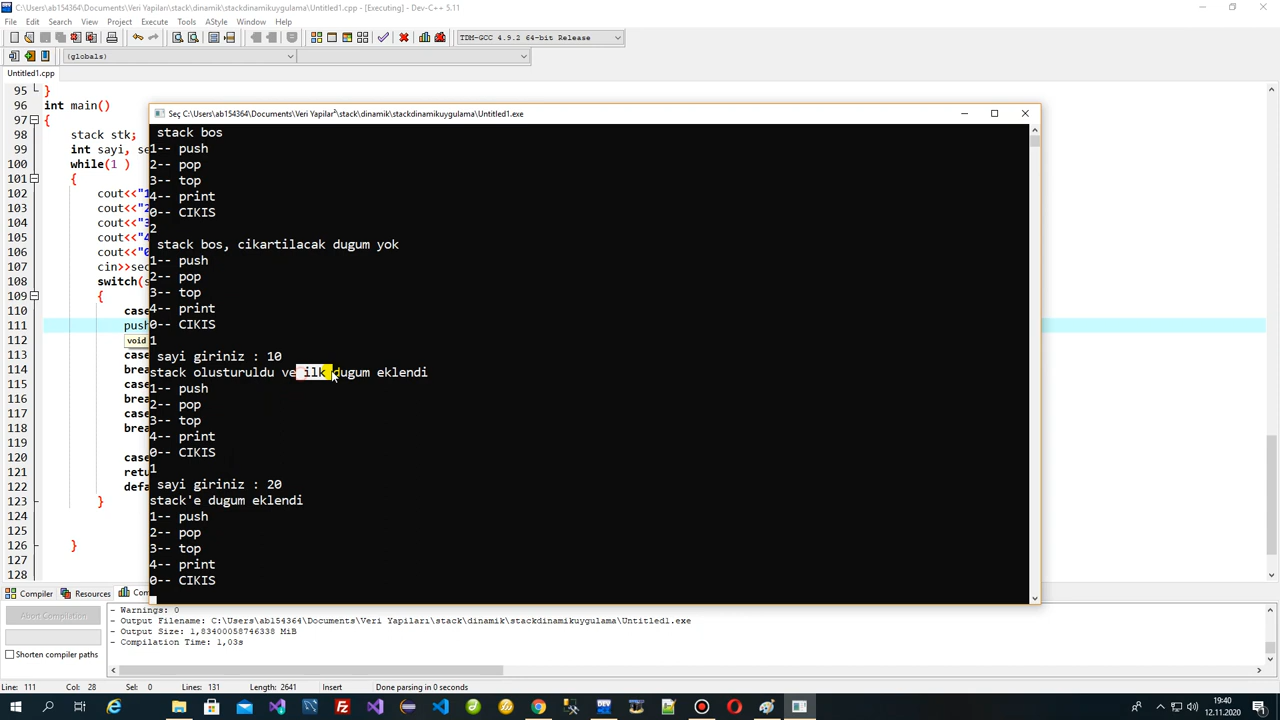 C:\Users\ab154364\Documents\Veri Yapilari\stack\dinamik\stackdinamikuygulama\Untitled1.cpp - [Executing] - Dev-C++ 5.11
File Edit Search View Project Execute Tools AStyle Window Help
TDM-GCC 4.9.2 64-bit Release
(globals)
Untitled1.cpp
95 }
96 int main()
97 {
98 stack stk;
99 int sayi, se
100 while(1 )
101 {
102 cout<<"1
103 cout<<"2
104 cout<<"3
105 cout<<"4
106 cout<<"0
107 cin>>sec
108 switch(s
109 {
110 case
111 push
112 void
113 case
114 brea
115 case
116 brea
117 case
118 brea
119
120 case
121 retu
122 defa
123 }
124
125
126 }
127
128
Seç C:\Users\ab154364\Documents\Veri Yapilari\stack\dinamik\stackdinamikuygulama\Untitled1.exe
stack bos
1-- push
2-- pop
3-- top
4-- print
0-- CIKIS
2
stack bos, cikartilacak dugum yok
1-- push
2-- pop
3-- top
4-- print
0-- CIKIS
1
sayi giriniz : 10
stack olusturuldu ve ilk dugum eklendi
1-- push
2-- pop
3-- top
4-- print
0-- CIKIS
1
sayi giriniz : 20
stack'e dugum eklendi
1-- push
2-- pop
3-- top
4-- print
0-- CIKIS
Compiler Resources Com
Abort Compilation
Shorten compiler paths
- Warnings: 0
- Output Filename: C:\Users\ab154364\Documents\Veri Yapilari\stack\dinamik\stackdinamikuygulama\Untitled1.exe
- Output Size: 1,83400058746338 MiB
- Compilation Time: 1,03s
Line: 111 Col: 28 Sel: 0 Lines: 131 Length: 2641 Insert Done parsing in 0 seconds
19:40
12.11.2020